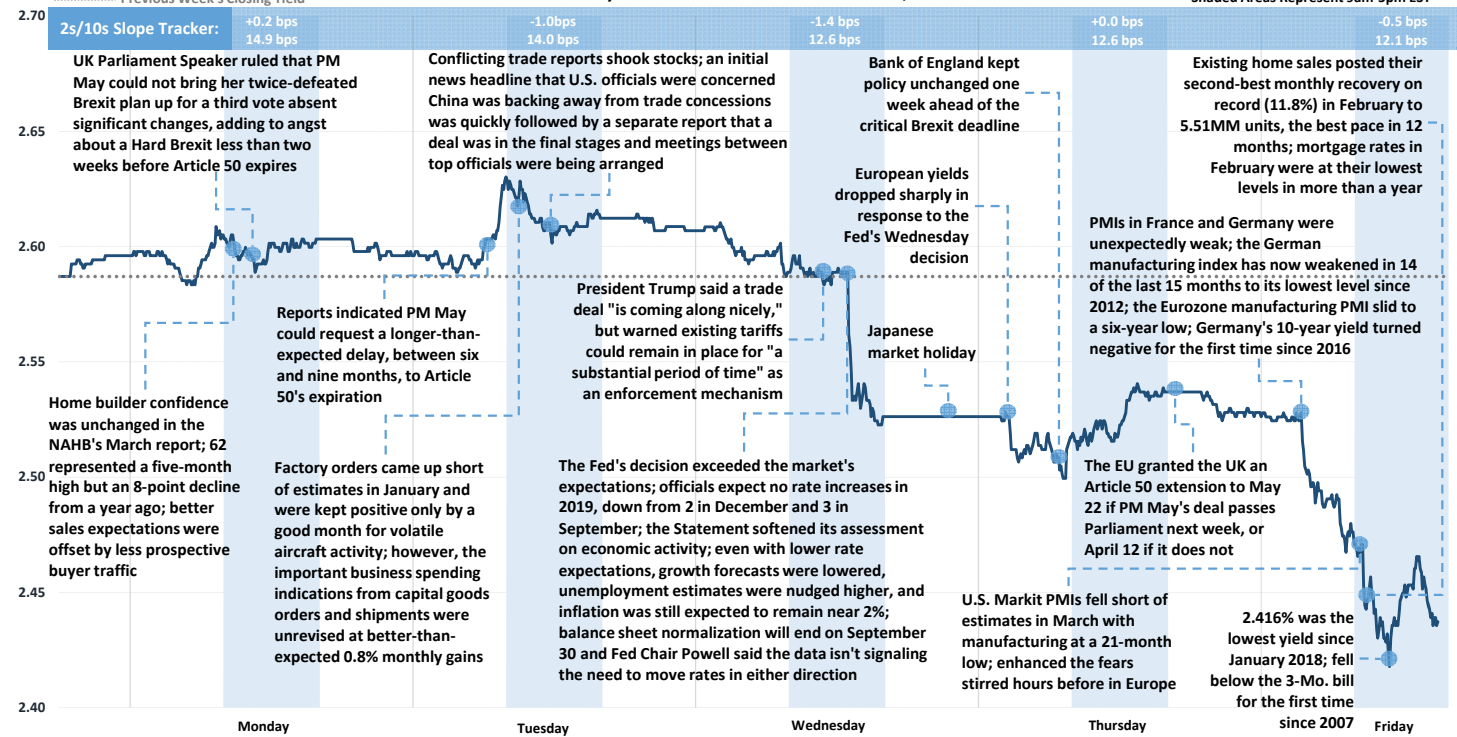 Previous Week's Closing Yield
Shaded Areas Represent 9am-5pm EST
2.70
2s/10s Slope Tracker:
+0.2 bps
14.9 bps
-1.0bps
14.0 bps
-1.4 bps
12.6 bps
+0.0 bps
12.6 bps
-0.5 bps
12.1 bps
UK Parliament Speaker ruled that PM
May could not bring her twice-defeated
Brexit plan up for a third vote absent
significant changes, adding to angst
about a Hard Brexit less than two
weeks before Article 50 expires
Conflicting trade reports shook stocks; an initial
news headline that U.S. officials were concerned
China was backing away from trade concessions
was quickly followed by a separate report that a
deal was in the final stages and meetings between
top officials were being arranged
Bank of England kept
policy unchanged one
week ahead of the
critical Brexit deadline
Existing home sales posted their
second-best monthly recovery on
record (11.8%) in February to
5.51MM units, the best pace in 12
months; mortgage rates in
February were at their lowest
levels in more than a year
2.65
European yields
dropped sharply in
response to the
Fed's Wednesday
decision
PMIs in France and Germany were
unexpectedly weak; the German
manufacturing index has now weakened in 14
of the last 15 months to its lowest level since
2012; the Eurozone manufacturing PMI slid to
a six-year low; Germany's 10-year yield turned
negative for the first time since 2016
2.60
Reports indicated PM May
could request a longer-than-
expected delay, between six
and nine months, to Article
50's expiration
President Trump said a trade
deal "is coming along nicely,"
but warned existing tariffs
could remain in place for "a
substantial period of time" as
an enforcement mechanism
Japanese
market holiday
2.55
Home builder confidence
was unchanged in the
NAHB's March report; 62
represented a five-month
high but an 8-point decline
from a year ago; better
sales expectations were
offset by less prospective
buyer traffic
Factory orders came up short
of estimates in January and
were kept positive only by a
good month for volatile
aircraft activity; however, the
important business spending
indications from capital goods
orders and shipments were
unrevised at better-than-
expected 0.8% monthly gains
The Fed's decision exceeded the market's
expectations; officials expect no rate increases in
2019, down from 2 in December and 3 in
September; the Statement softened its assessment
on economic activity; even with lower rate
expectations, growth forecasts were lowered,
unemployment estimates were nudged higher, and
inflation was still expected to remain near 2%;
balance sheet normalization will end on September
30 and Fed Chair Powell said the data isn't signaling
the need to move rates in either direction
The EU granted the UK an
Article 50 extension to May
22 if PM May's deal passes
Parliament next week, or
April 12 if it does not
2.50
U.S. Markit PMIs fell short of
estimates in March with
manufacturing at a 21-month
low; enhanced the fears
stirred hours before in Europe
2.416% was the
lowest yield since
January 2018; fell
below the 3-Mo. bill
for the first time
since 2007
2.45
2.40
Monday
Tuesday
Wednesday
Thursday
Friday